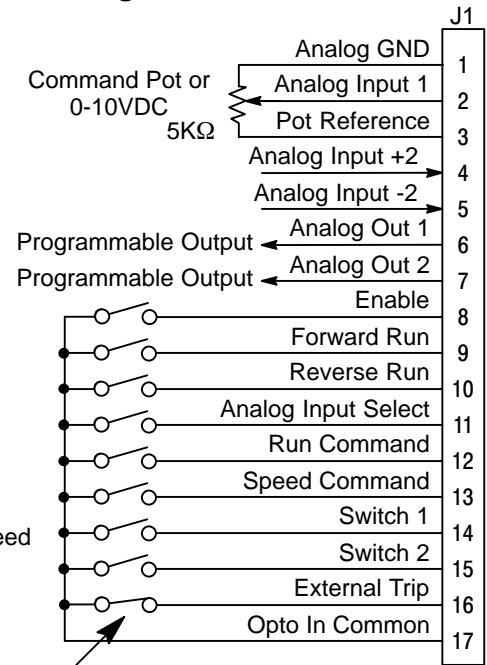 J1
Analog GND 1
Command Pot or
0-10VDC
Analog Input 1 2
5KΩ
Pot Reference 3
Analog Input +2 4
Analog Input -2 5
Programmable Output Analog Out 1 6
Programmable Output Analog Out 2 7
Enable 8
Forward Run 9
Reverse Run 10
Analog Input Select 11
Run Command 12
Speed Command 13
eed
Switch 1 14
Switch 2 15
External Trip 16
Opto In Common 17